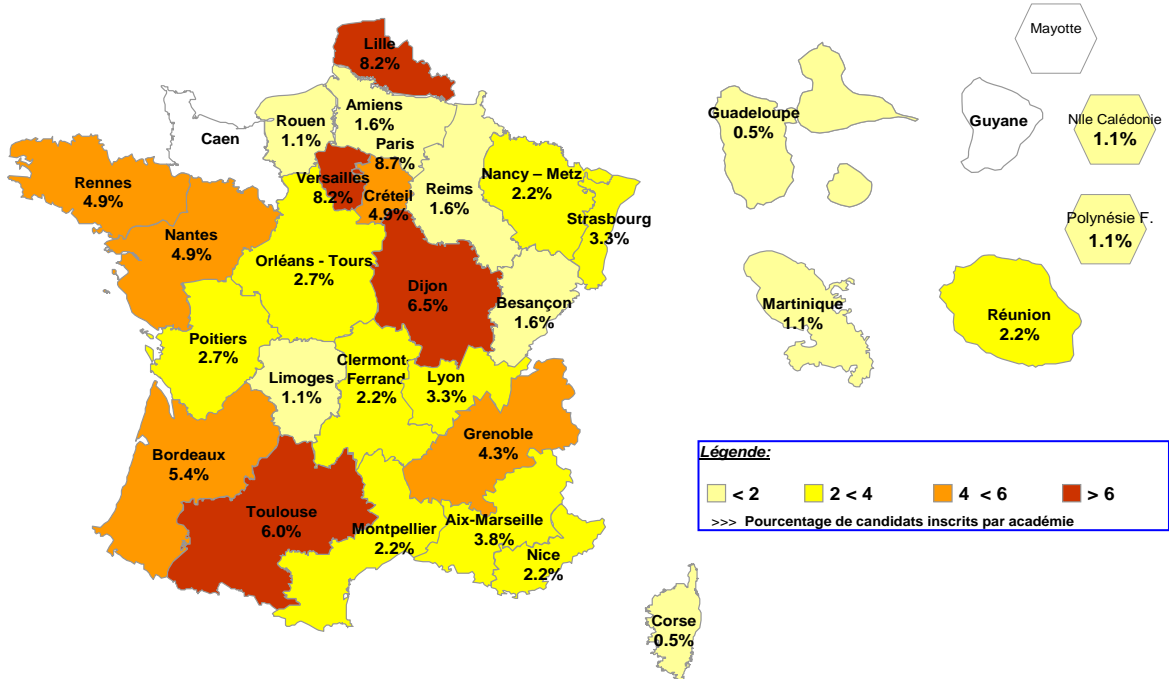 Lille
8.2%
Amiens
1.6%
Rouen
1.1%
Caen
Paris
8.7%
Versailles
8.2%
Créteil
4.9%
Reims
1.6%
Nancy – Metz
2.2%
Strasbourg
3.3%
Rennes
4.9%
Nantes
4.9%
Orléans - Tours
2.7%
Dijon
6.5%
Besançon
1.6%
Poitiers
2.7%
Limoges
1.1%
Clermont-
Ferrand
2.2%
Lyon
3.3%
Grenoble
4.3%
Bordeaux
5.4%
Toulouse
6.0%
Montpellier
2.2%
Aix-Marseille
3.8%
Nice
2.2%
Corse
0.5%
Mayotte
Guadeloupe
0.5%
Guyane
Nlle Calédonie
1.1%
Polynésie F.
1.1%
Martinique
1.1%
Réunion
2.2%
Légende:
< 2
2 < 4
4 < 6
> 6
>>> Pourcentage de candidats inscrits par académie